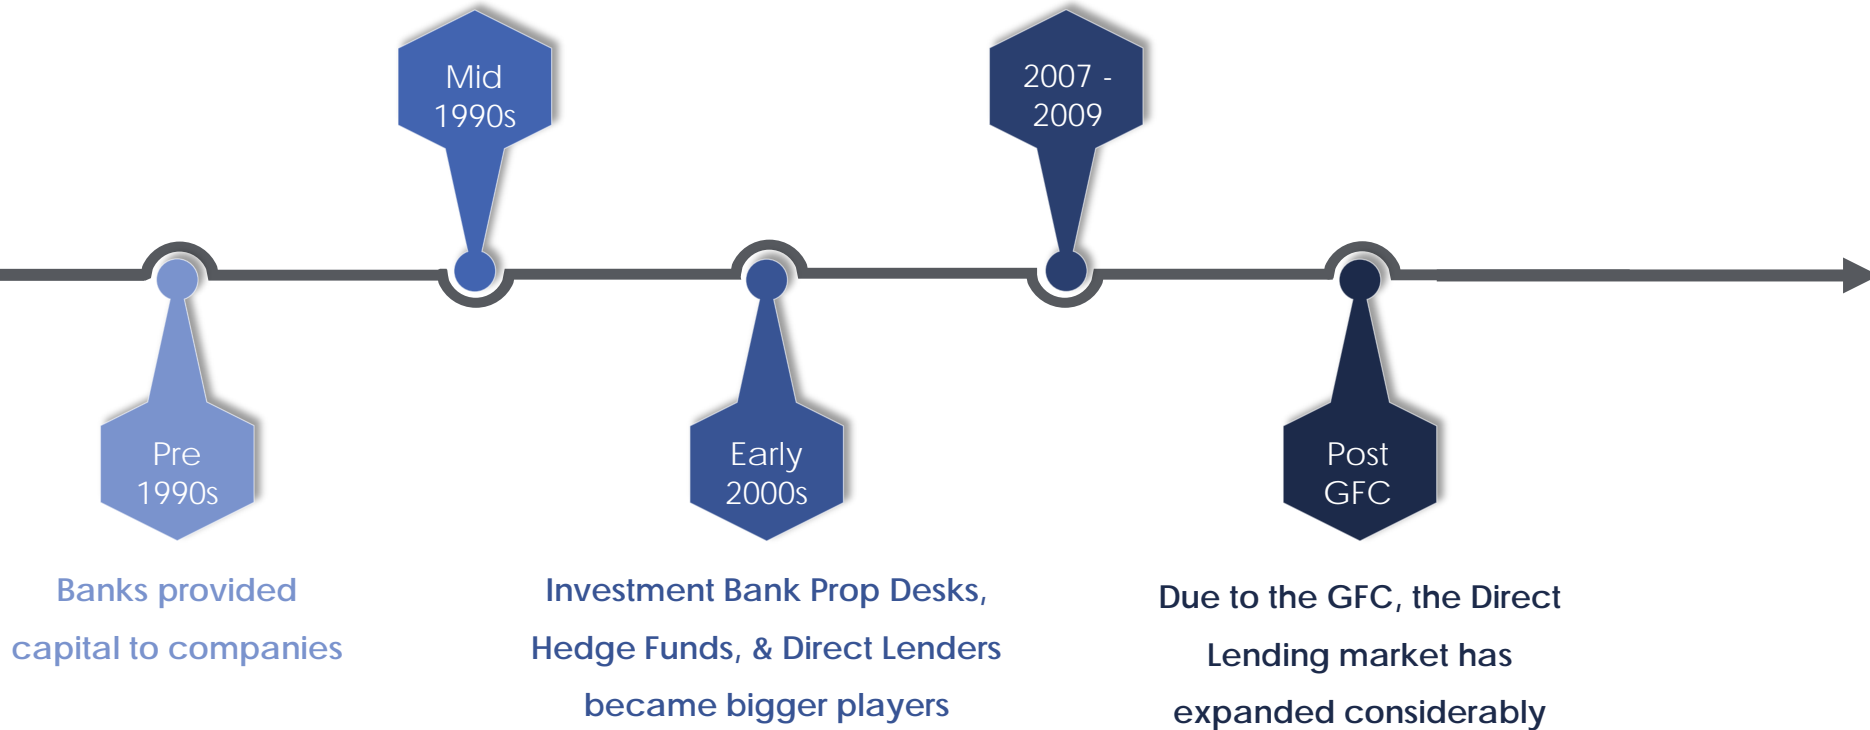 Mid
1990s
2007 -
2009
Pre
1990s
Early
2000s
Post
GFC
Banks provided
capital to companies
Investment Bank Prop Desks,
Hedge Funds, & Direct Lenders
became bigger players
Due to the GFC, the Direct
Lending market has
expanded considerably